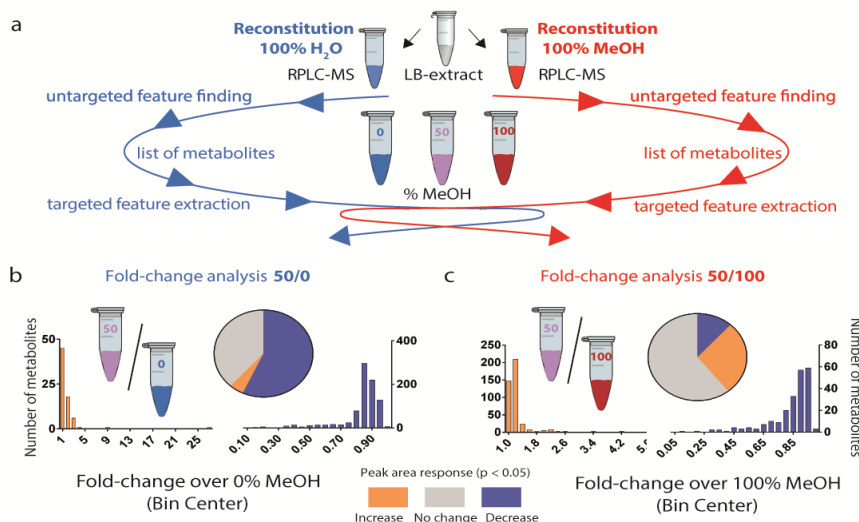 a
Reconstitution
100% H₂O
RPLC-MS
LB-extract
Reconstitution
100% MeOH
RPLC-MS
untargeted feature finding
untargeted feature finding
0
50
100
list of metabolites
list of metabolites
% MeOH
targeted feature extraction
targeted feature extraction
b
Fold-change analysis 50/0
Number of metabolites
50
25
0
50
0
400
200
0
1
5
9
13
17
21
25
0.10
0.30
0.50
0.70
0.90
Fold-change over 0% MeOH
(Bin Center)
c
Fold-change analysis 50/100
250
200
150
100
50
0
50
100
80
60
40
20
0
Number of metabolites
1.0
1.8
2.6
3.4
4.2
0.05
0.25
0.45
0.65
0.85
Fold-change over 100% MeOH
(Bin Center)
Peak area response (p < 0.05)
Increase
No change
Decrease